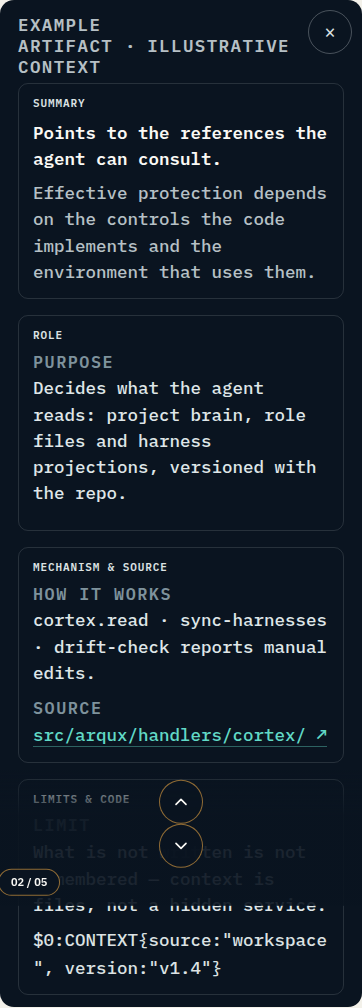 EXAMPLE
ARTIFACT · ILLUSTRATIVE
CONTEXT
×
SUMMARY
Points to the references the
agent can consult.
Effective protection depends
on the controls the code
implements and the
environment that uses them.
ROLE
PURPOSE
Decides what the agent
reads: project brain, role
files and harness
projections, versioned with
the repo.
MECHANISM & SOURCE
HOW IT WORKS
cortex.read · sync-harnesses
· drift-check reports manual
edits.
SOURCE
src/arqux/handlers/cortex/ ↗
LIMITS & CODE
LIMIT
What is not is not
02 / 05
— context is
files, not a hidden service.
$0:CONTEXT{source:"workspace
", version:"v1.4"}